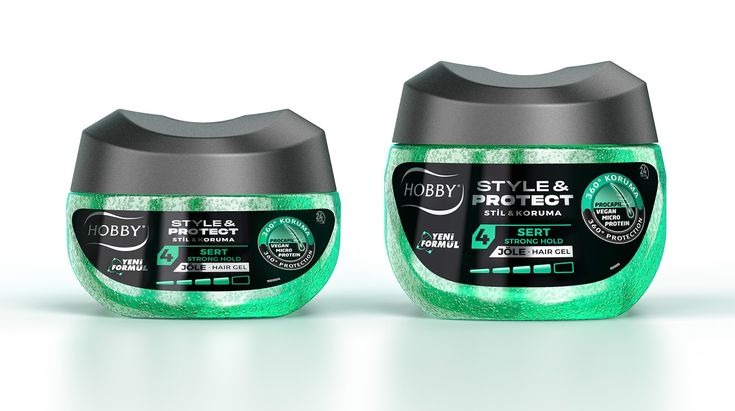 HOBBY®
STYLE &
PROTECT
STİL & KORUMA
4
SERT
STRONG HOLD
JÖLE - HAIR GEL
YENİ
FORMÜL
360° KORUMA
PROCAPIL
VEGAN
MICRO
PROTEIN
360° PROTECTION
HOBBY®
STYLE &
PROTECT
STİL & KORUMA
4
SERT
STRONG HOLD
JÖLE - HAIR GEL
YENİ
FORMÜL
360° KORUMA
PROCAPIL
VEGAN
MICRO
PROTEIN
360° PROTECTION
24